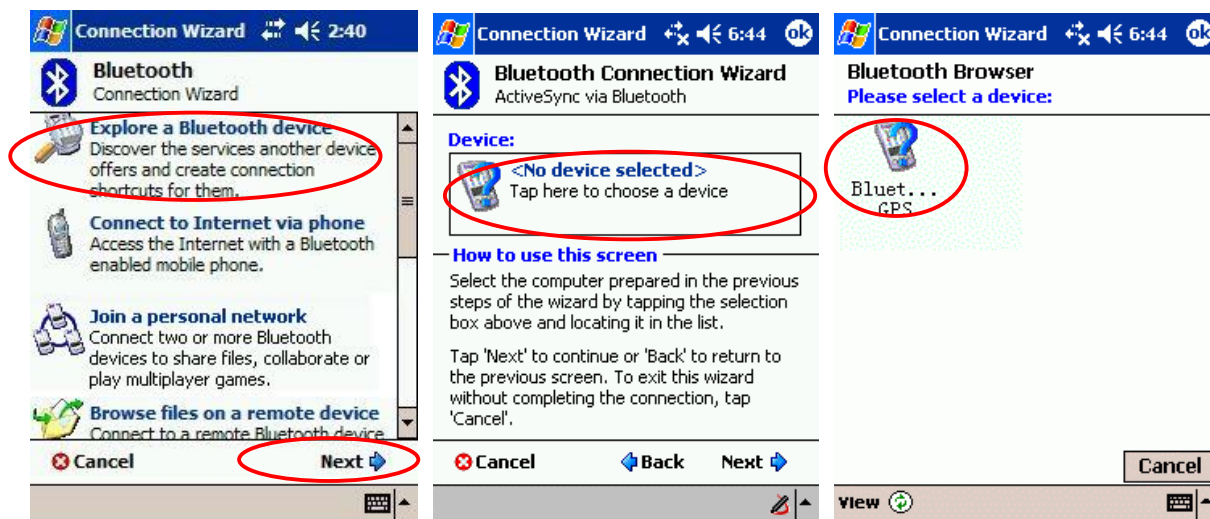 Connection Wizard 2:40
Bluetooth
Connection Wizard
Explore a Bluetooth device
Discover the services another device
offers and create connection
shortcuts for them.
Connect to Internet via phone
Access the Internet with a Bluetooth
enabled mobile phone.
Join a personal network
Connect two or more Bluetooth
devices to share files, collaborate or
play multiplayer games.
Browse files on a remote device
Connect to a remote Bluetooth device
Cancel Next
Connection Wizard 6:44 ok
Bluetooth Connection Wizard
ActiveSync via Bluetooth
Device:
<No device selected>
Tap here to choose a device
How to use this screen
Select the computer prepared in the previous
steps of the wizard by tapping the selection
box above and locating it in the list.
Tap 'Next' to continue or 'Back' to return to
the previous screen. To exit this wizard
without completing the connection, tap
'Cancel'.
Cancel Back Next
Connection Wizard 6:44 ok
Bluetooth Browser
Please select a device:
Bluet...
GPS
Cancel
View